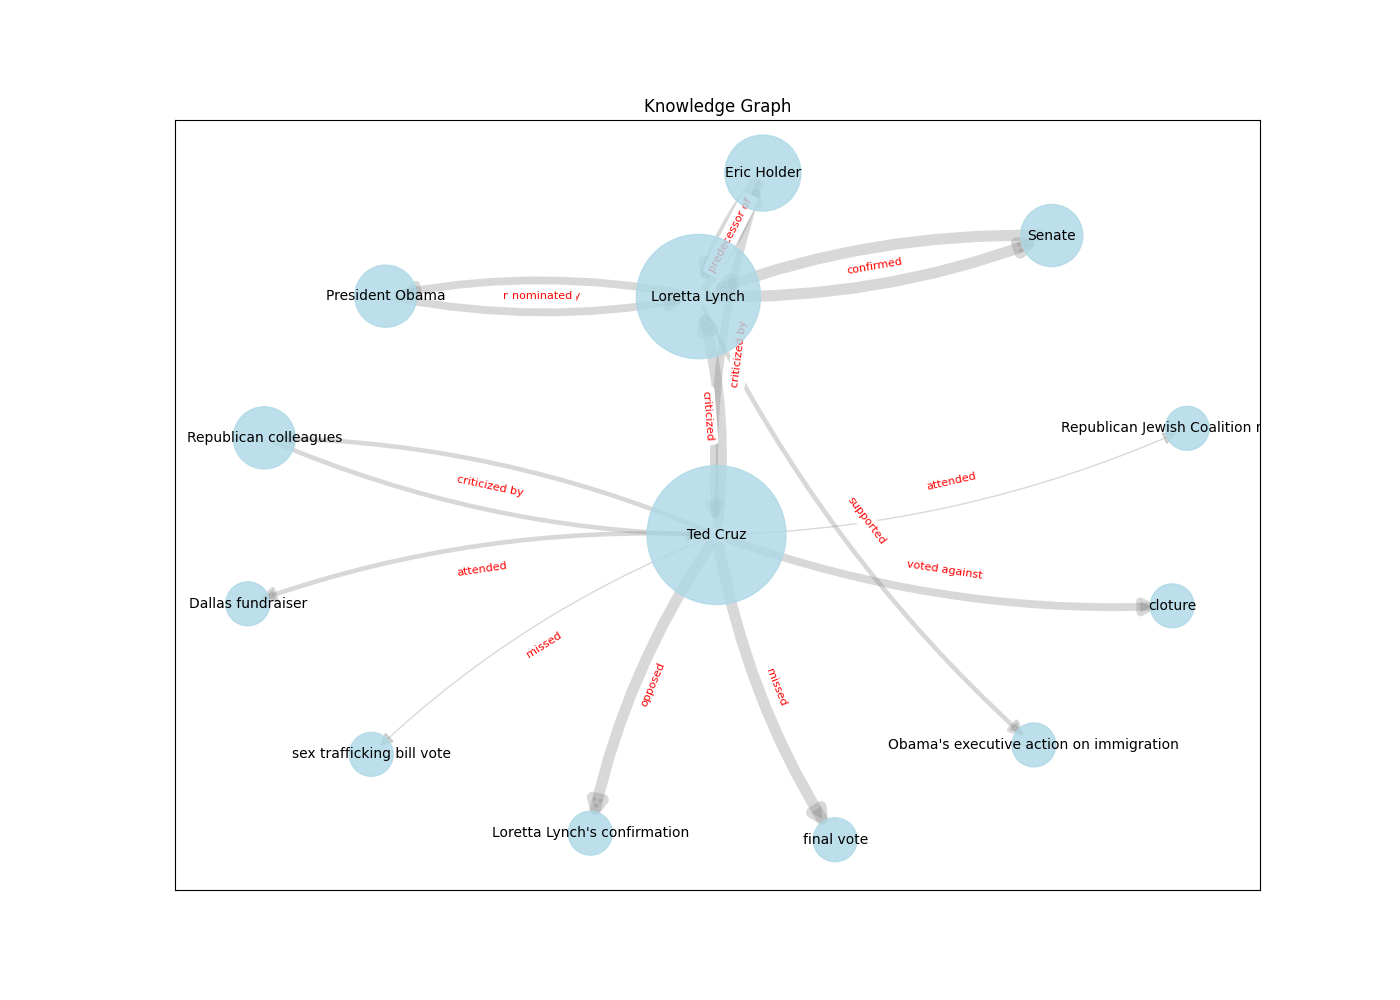 Knowledge Graph
Eric Holder
Senate
confirmed
President Obama
nominated
Loretta Lynch
criticized by
criticized
Republican colleagues
criticized by
Republican Jewish Coalition r
attended
supported
Ted Cruz
voted against
attended
Dallas fundraiser
cloture
missed
opposed
missed
sex trafficking bill vote
Obama's executive action on immigration
Loretta Lynch's confirmation
final vote